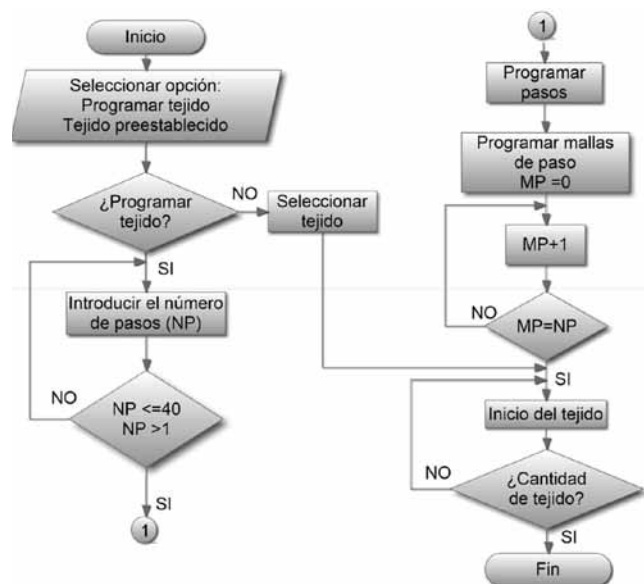 Inicio
Seleccionar opción:
Programar tejido
Tejido preestablecido
¿Programar
tejido?
NO
Seleccionar
tejido
SI
Introducir el número
de pasos (NP)
NO
NP <=40
NP >1
SI
1
1
Programar
pasos
Programar mallas
de paso
MP =0
MP+1
NO
MP=NP
SI
Inicio del tejido
NO
¿Cantidad
de tejido?
SI
Fin